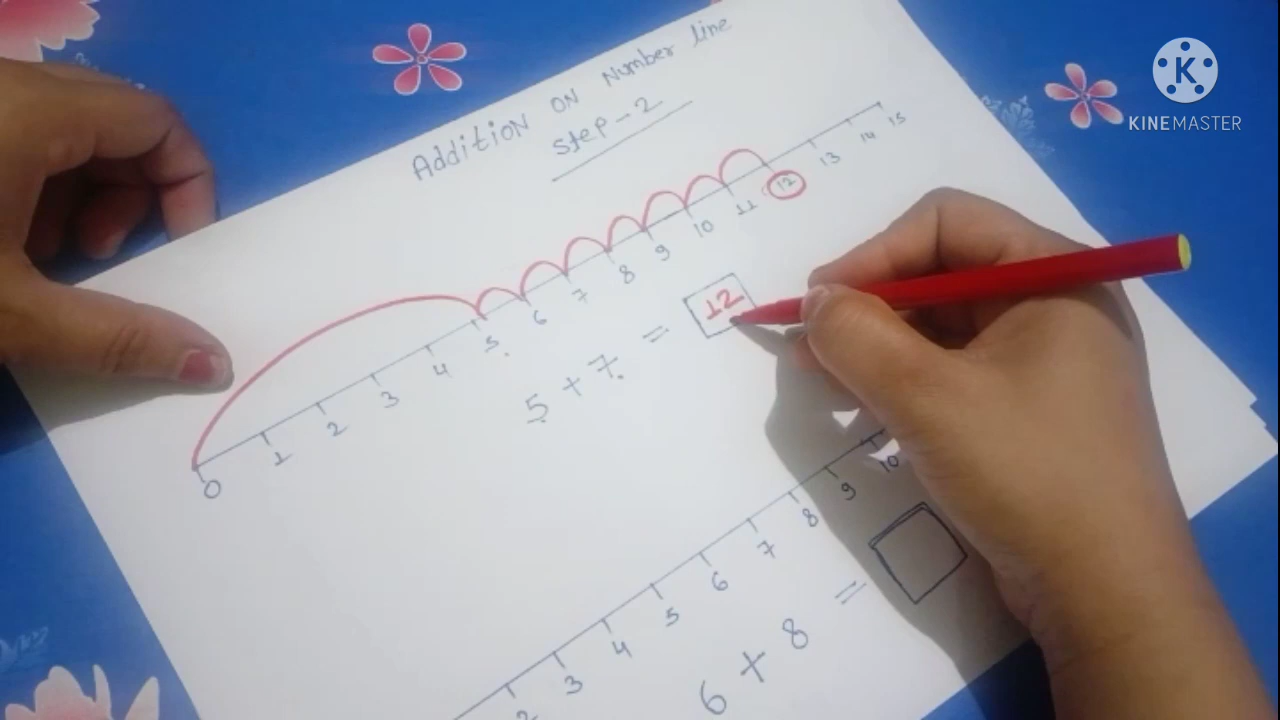 Addition ON Number line
Step-2
0 1 2 3 4 5 6 7 8 9 10 11 12 13 14 15
5 + 7 = 12
2 3 4 5 6 7 8 9 10
6 + 8 =
K
KINEMASTER